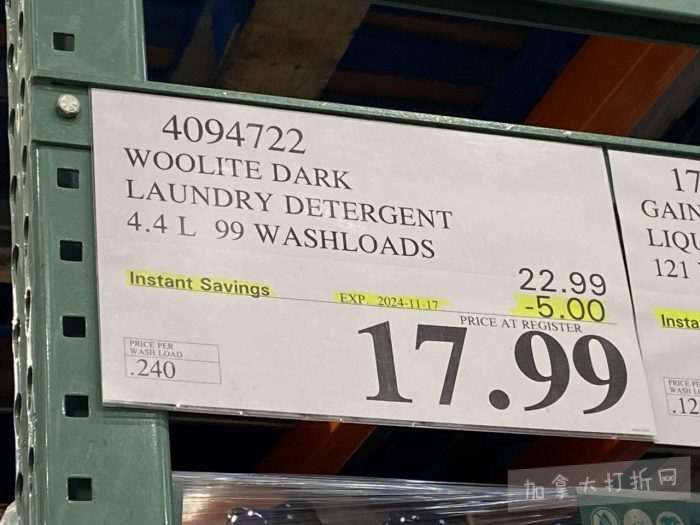 4094722
WOOLITE DARK
LAUNDRY DETERGENT
4.4 L 99 WASHLOADS
22.99
Instant Savings EXP. 2024-11-17 -5.00
PRICE AT REGISTER
17.99
PRICE PER
WASH LOAD
.240
17
GAIN
LIQU
121
Insta
PRICE PE
WASH L
.12
加拿大打折网